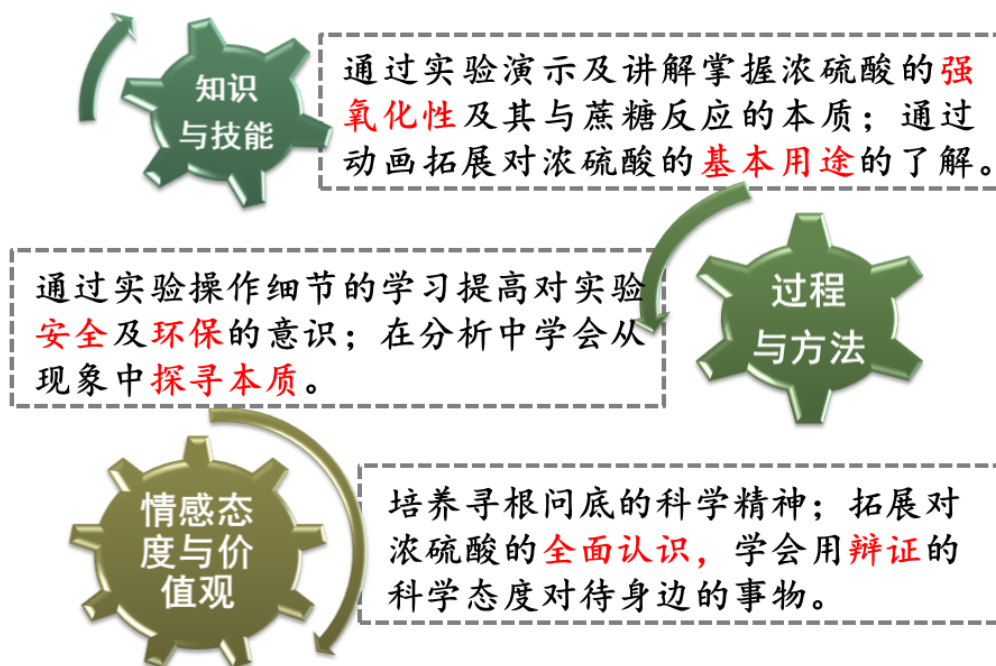 知识
与技能
通过实验演示及讲解掌握浓硫酸的强
氧化性及其与蔗糖反应的本质；通过
动画拓展对浓硫酸的基本用途的了解。
通过实验操作细节的学习提高对实验
安全及环保的意识；在分析中学会从
现象中探寻本质。
过程
与方法
情感态
度与价
值观
培养寻根问底的科学精神；拓展对
浓硫酸的全面认识，学会用辩证的
科学态度对待身边的事物。